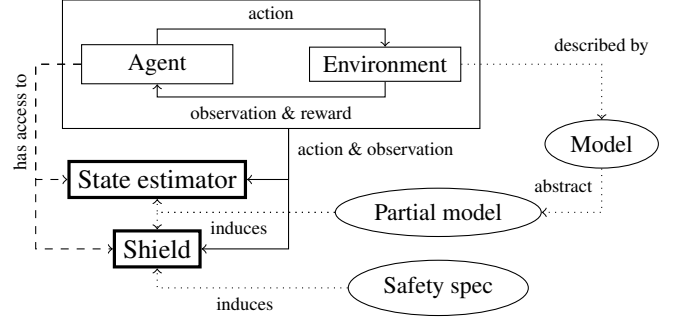 action
Agent
Environment
described by
observation & reward
has access to
action & observation
Model
State estimator
abstract
Partial model
induces
Shield
Safety spec
induces